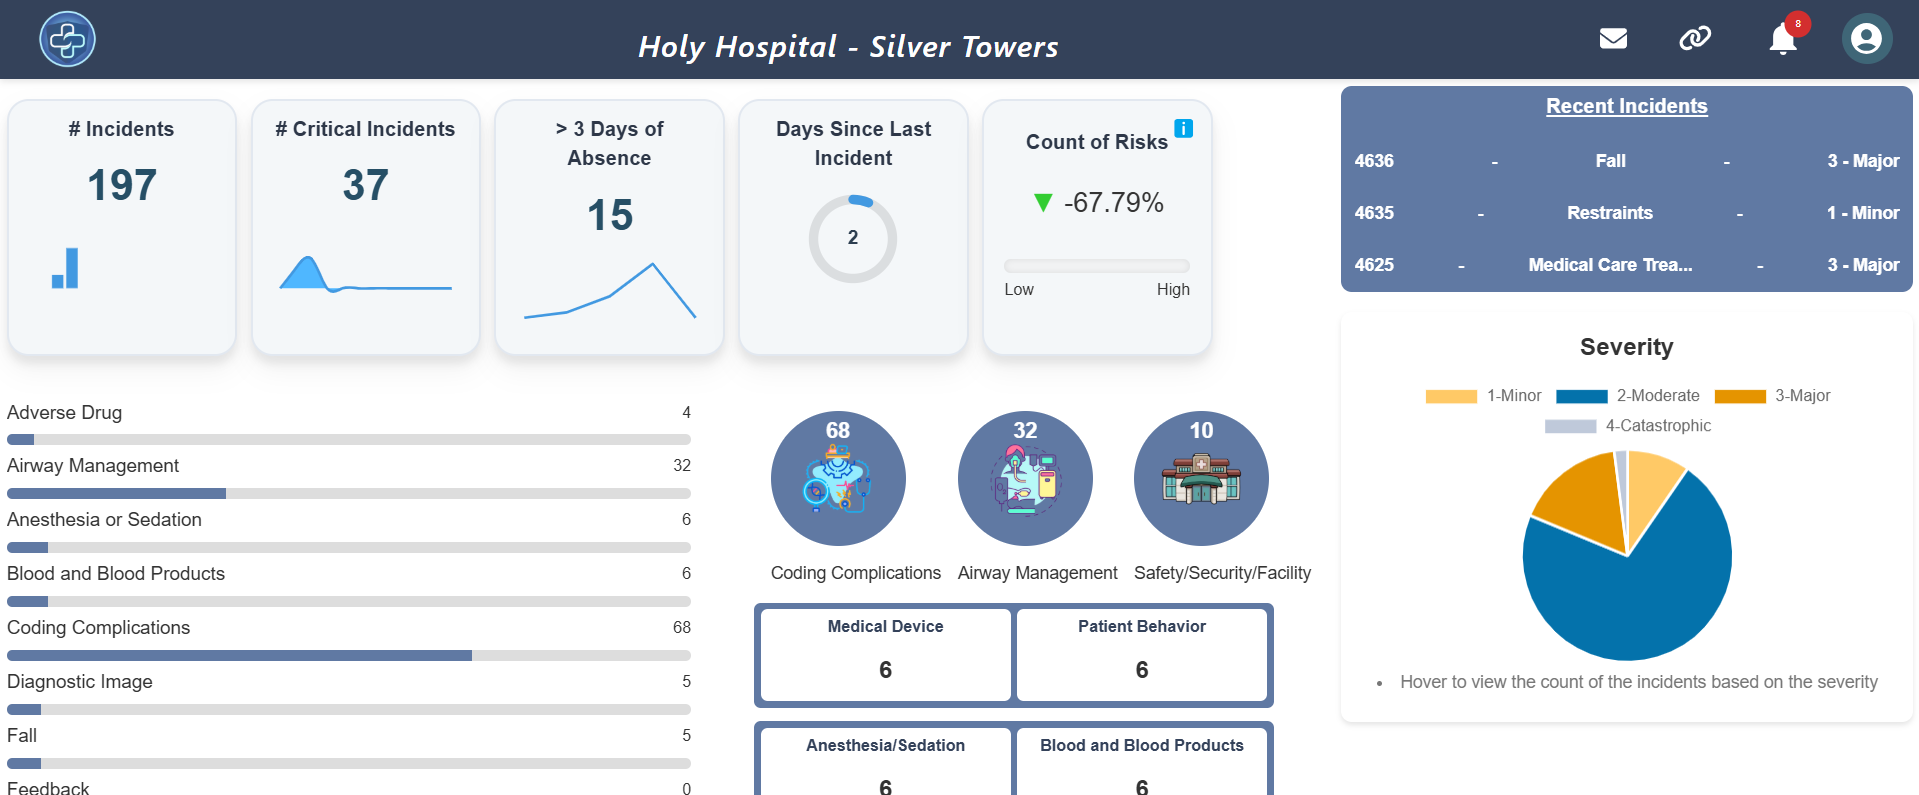 Holy Hospital - Silver Towers
8
# Incidents
197
# Critical Incidents
37
> 3 Days of
Absence
15
Days Since Last
Incident
2
Count of Risks
i
▼ -67.79%
Low High
Recent Incidents
4636 - Fall - 3 - Major
4635 - Restraints - 1 - Minor
4625 - Medical Care Trea... - 3 - Major
Adverse Drug 4
Airway Management 32
Anesthesia or Sedation 6
Blood and Blood Products 6
Coding Complications 68
Diagnostic Image 5
Fall 5
Feedback 0
68
Coding Complications
32
Airway Management
10
Safety/Security/Facility
Medical Device
6
Patient Behavior
6
Anesthesia/Sedation
6
Blood and Blood Products
6
Severity
1-Minor 2-Moderate 3-Major
4-Catastrophic
• Hover to view the count of the incidents based on the severity